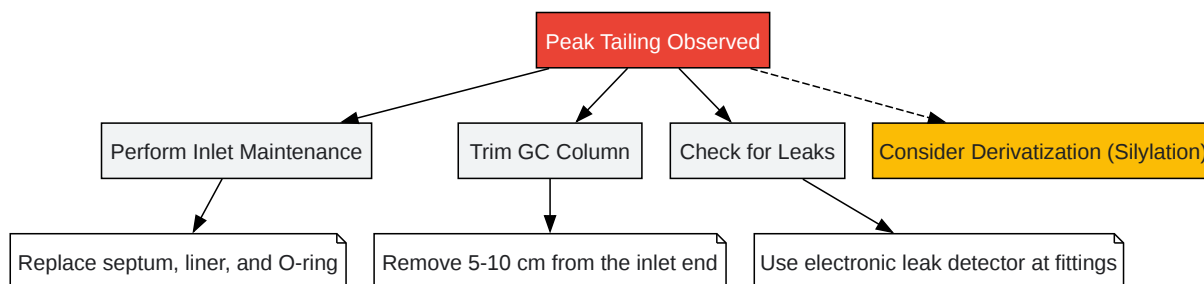 Peak Tailing Observed
Perform Inlet Maintenance
Trim GC Column
Check for Leaks
Consider Derivatization (Silylation)
Replace septum, liner, and O-ring
Remove 5-10 cm from the inlet end
Use electronic leak detector at fittings